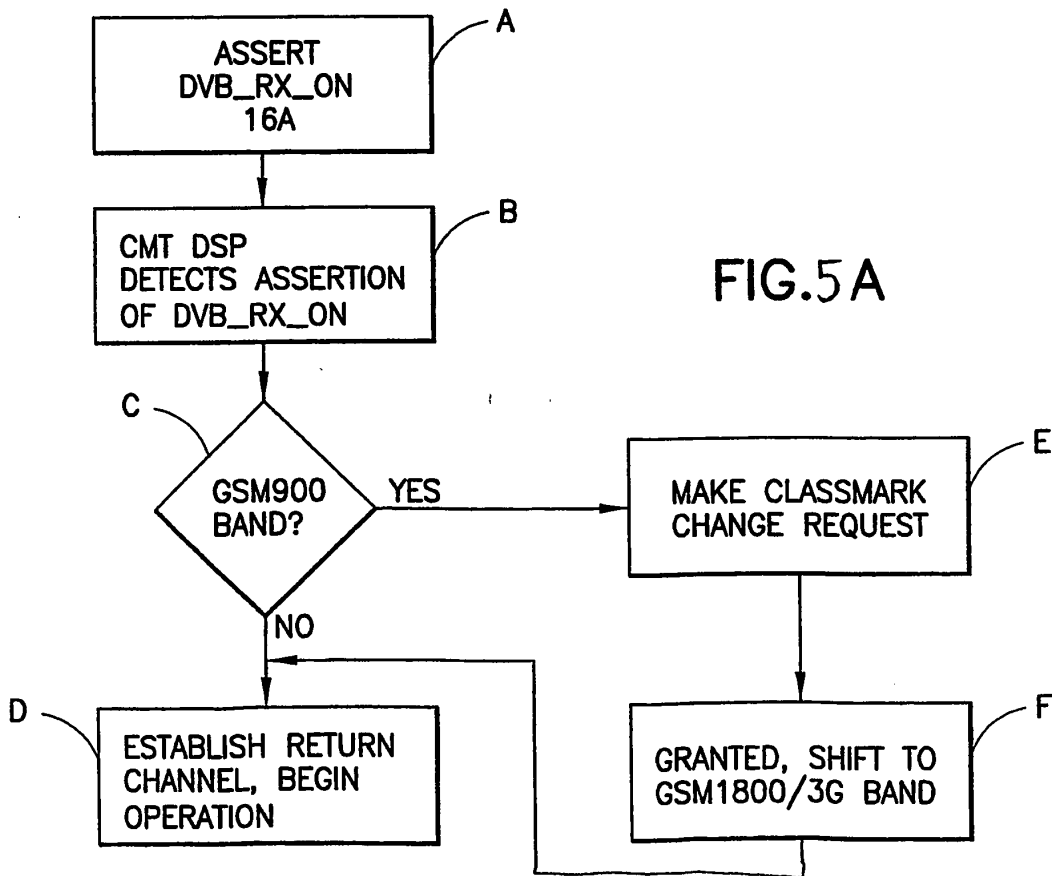 A
ASSERT
DVB_RX_ON
16A
B
CMT DSP
DETECTS ASSERTION
OF DVB_RX_ON
FIG.5A
C
GSM900
BAND?
YES
NO
E
MAKE CLASSMARK
CHANGE REQUEST
D
ESTABLISH RETURN
CHANNEL, BEGIN
OPERATION
F
GRANTED, SHIFT TO
GSM1800/3G BAND